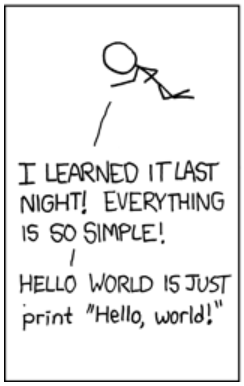 I LEARNED IT LAST
NIGHT! EVERYTHING
IS SO SIMPLE!
HELLO WORLD IS JUST
print "Hello, world!"